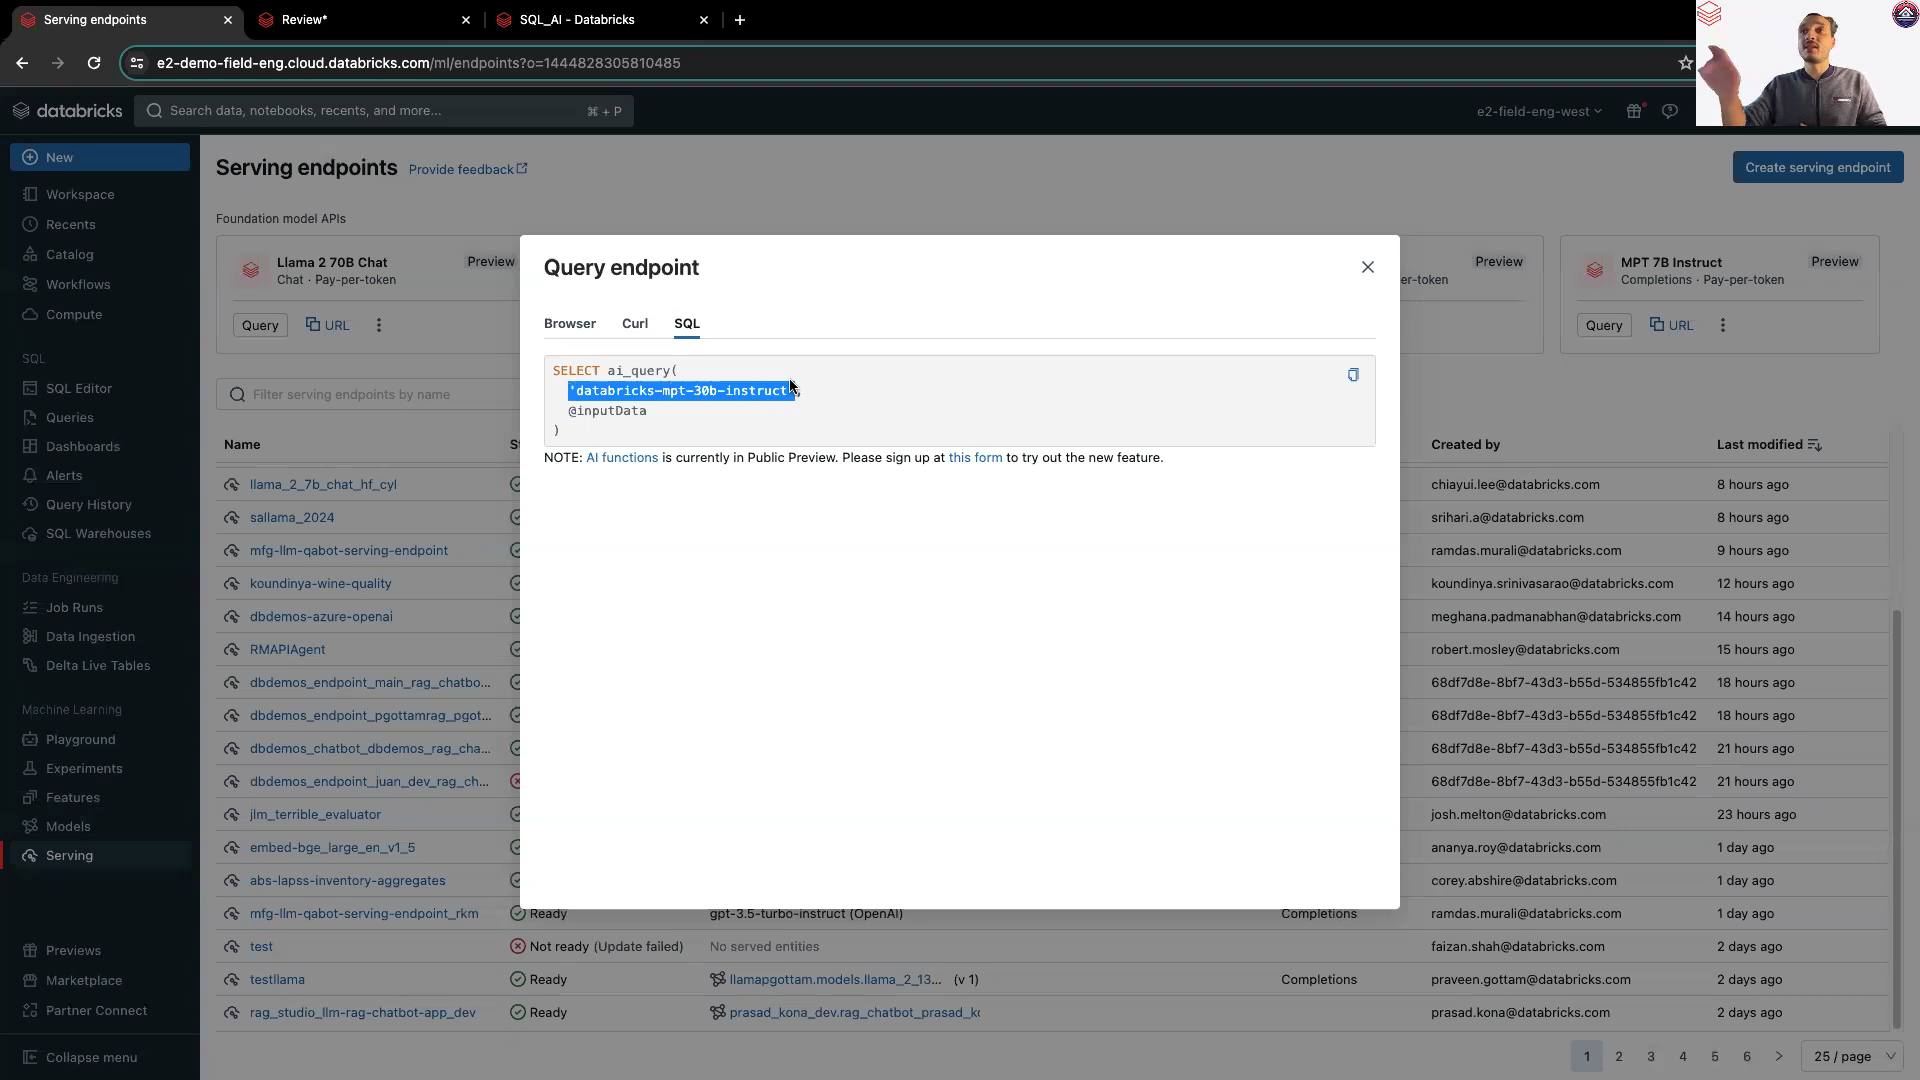 Serving endpoints
Review*
SQL_AI - Databricks
e2-demo-field-eng.cloud.databricks.com/ml/endpoints?o=1444828305810485
databricks
Search data, notebooks, recents, and more...
⌘ + P
e2-field-eng-west
New
Workspace
Recents
Catalog
Workflows
Compute
SQL
SQL Editor
Queries
Dashboards
Alerts
Query History
SQL Warehouses
Data Engineering
Job Runs
Data Ingestion
Delta Live Tables
Machine Learning
Playground
Experiments
Features
Models
Serving
Previews
Marketplace
Partner Connect
Collapse menu
Serving endpoints Provide feedback
Create serving endpoint
Foundation model APIs
Llama 2 70B Chat Preview
Chat · Pay-per-token
Query URL
Preview
er-token
MPT 7B Instruct Preview
Completions · Pay-per-token
Query URL
Filter serving endpoints by name
Query endpoint
Browser Curl SQL
SELECT ai_query(
'databricks-mpt-30b-instruct
@inputData
)
NOTE: AI functions is currently in Public Preview. Please sign up at this form to try out the new feature.
Name Created by Last modified
llama_2_7b_chat_hf_cyl chiayui.lee@databricks.com 8 hours ago
sallama_2024 srihari.a@databricks.com 8 hours ago
mfg-llm-qabot-serving-endpoint ramdas.murali@databricks.com 9 hours ago
koundinya-wine-quality koundinya.srinivasarao@databricks.com 12 hours ago
dbdemos-azure-openai meghana.padmanabhan@databricks.com 14 hours ago
RMAPIAgent robert.mosley@databricks.com 15 hours ago
dbdemos_endpoint_main_rag_chatbo... 68df7d8e-8bf7-43d3-b55d-534855fb1c42 18 hours ago
dbdemos_endpoint_pgottamrag_pgot... 68df7d8e-8bf7-43d3-b55d-534855fb1c42 18 hours ago
dbdemos_chatbot_dbdemos_rag_cha... 68df7d8e-8bf7-43d3-b55d-534855fb1c42 21 hours ago
dbdemos_endpoint_juan_dev_rag_ch... 68df7d8e-8bf7-43d3-b55d-534855fb1c42 21 hours ago
jlm_terrible_evaluator josh.melton@databricks.com 23 hours ago
embed-bge_large_en_v1_5 ananya.roy@databricks.com 1 day ago
abs-lapss-inventory-aggregates corey.abshire@databricks.com 1 day ago
mfg-llm-qabot-serving-endpoint_rkm Ready gpt-3.5-turbo-instruct (OpenAI) Completions ramdas.murali@databricks.com 1 day ago
test Not ready (Update failed) No served entities faizan.shah@databricks.com 2 days ago
testllama Ready llamapgottam.models.llama_2_13... (v 1) Completions praveen.gottam@databricks.com 2 days ago
rag_studio_llm-rag-chatbot-app_dev Ready prasad_kona_dev.rag_chatbot_prasad_k prasad.kona@databricks.com 2 days ago
1 2 3 4 5 6 25 / page